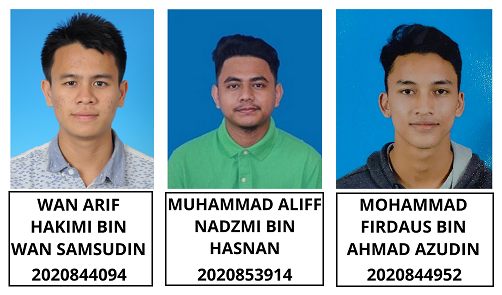 WAN ARIF
HAKIMI BIN
WAN SAMSUDIN
2020844094
MUHAMMAD ALIFF
NADZMI BIN
HASNAN
2020853914
MOHAMMAD
FIRDAUS BIN
AHMAD AZUDIN
2020844952